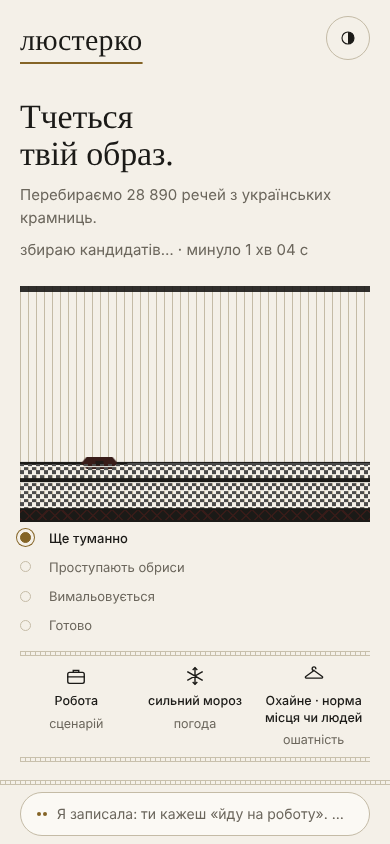 люстерко
Тчеться
твій образ.
Перебираємо 28 890 речей з українських
крамниць.
збираю кандидатів... · минуло 1 хв 04 с
Ще туманно
Проступають обриси
Вимальовується
Готово
Робота
сценарій
сильний мороз
погода
Охайне · норма
місця чи людей
ошатність
Я записала: ти кажеш «йду на роботу». ...